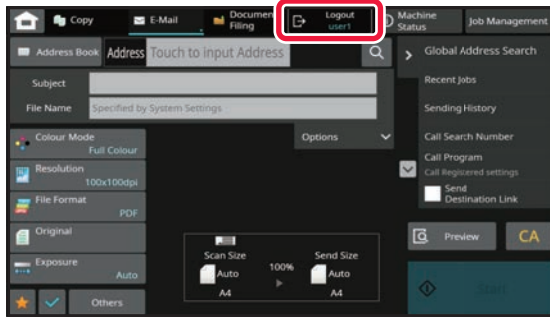 Copy
E-Mail
Documen
Filing
Logout
user1
Machine
Status
Job Management
Address Book
Address
Touch to input Address
Subject
File Name
Specified by System Settings
Colour Mode
Full Colour
Resolution
100x100dpi
File Format
PDF
Original
Exposure
Auto
Others
Options
Scan Size
Auto
A4
100%
Send Size
Auto
A4
Global Address Search
Recent Jobs
Sending History
Call Search Number
Call Program
Call Registered settings
Send
Destination Link
Preview
CA
Start